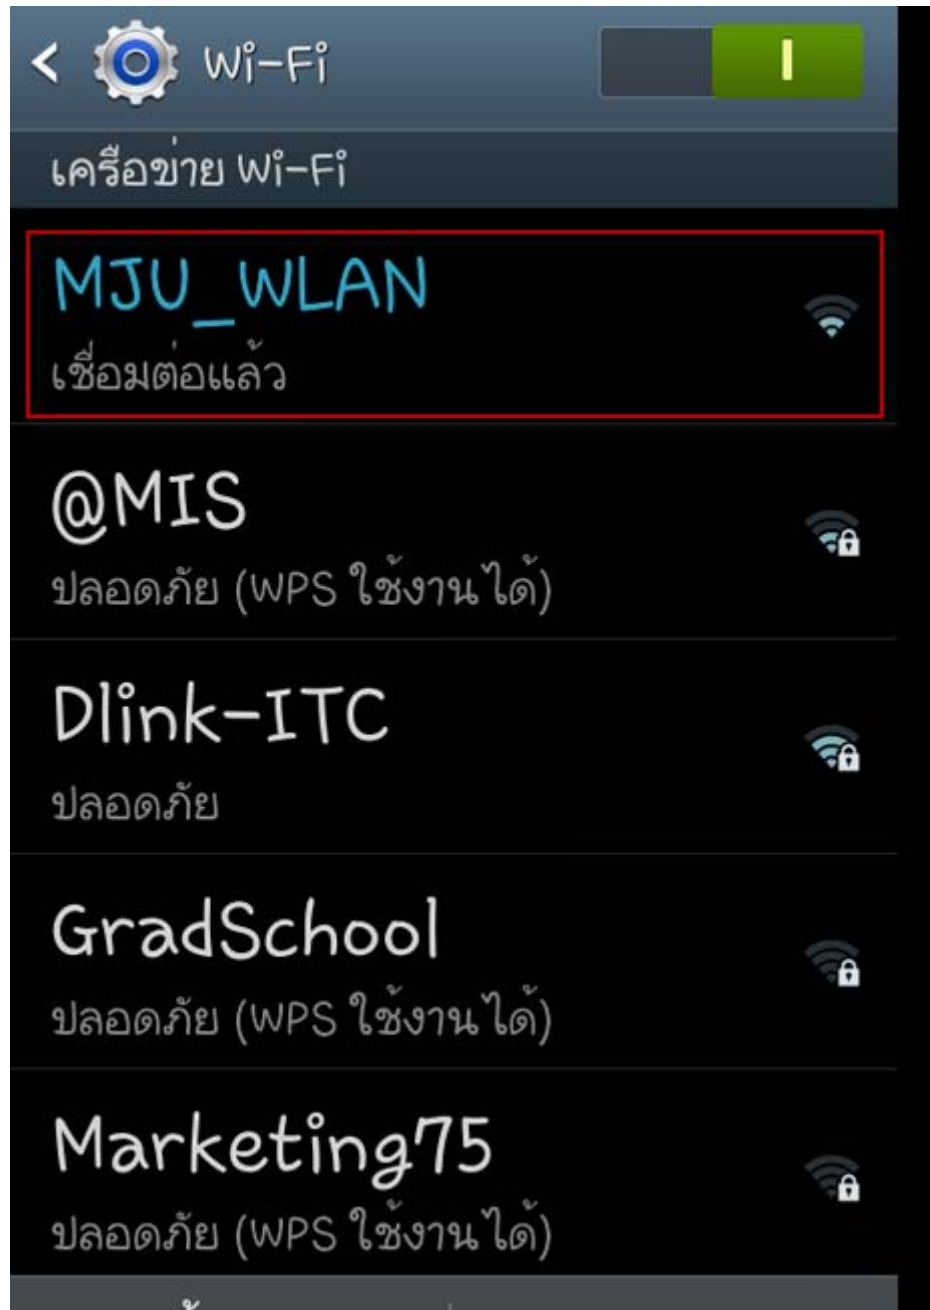 Wi-Fi
เครือข่าย Wi-Fi
MJU_WLAN
เชื่อมต่อแล้ว
@MIS
ปลอดภัย (WPS ใช้งานได้)
Dlink-ITC
ปลอดภัย
GradSchool
ปลอดภัย (WPS ใช้งานได้)
Marketing75
ปลอดภัย (WPS ใช้งานได้)